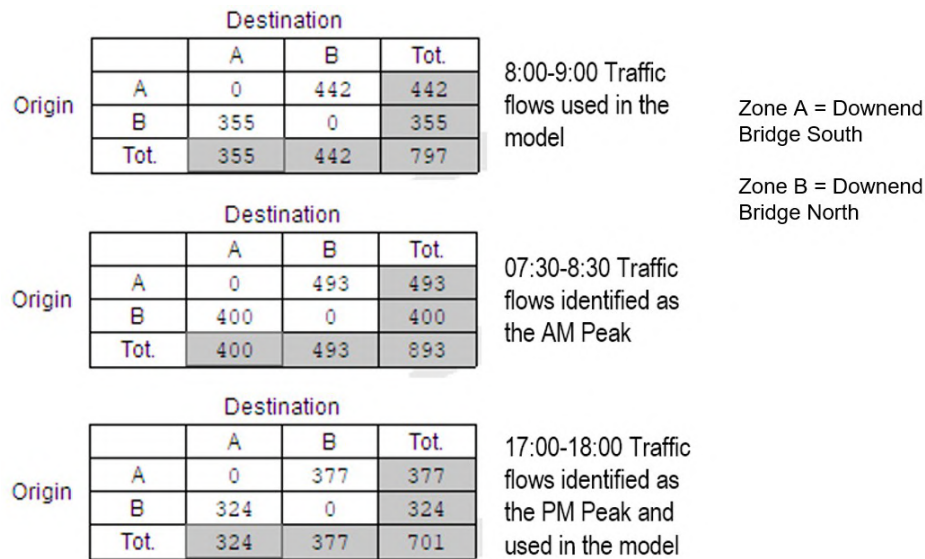 Destination
A B Tot.
Origin
A 0 442 442
B 355 0 355
Tot. 355 442 797
8:00-9:00 Traffic
flows used in the
model
Zone A = Downend
Bridge South
Zone B = Downend
Bridge North
Destination
A B Tot.
Origin
A 0 493 493
B 400 0 400
Tot. 400 493 893
07:30-8:30 Traffic
flows identified as
the AM Peak
Destination
A B Tot.
Origin
A 0 377 377
B 324 0 324
Tot. 324 377 701
17:00-18:00 Traffic
flows identified as
the PM Peak and
used in the model